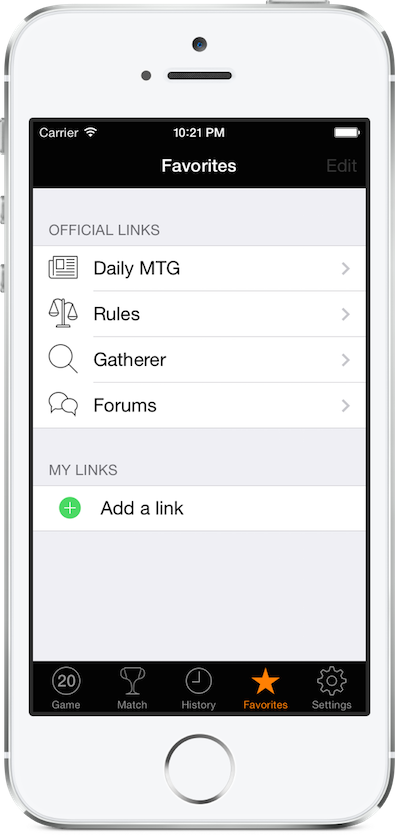 Carrier 10:21 PM
Favorites Edit
OFFICIAL LINKS
Daily MTG
Rules
Gatherer
Forums
MY LINKS
Add a link
20
Game Match History Favorites Settings